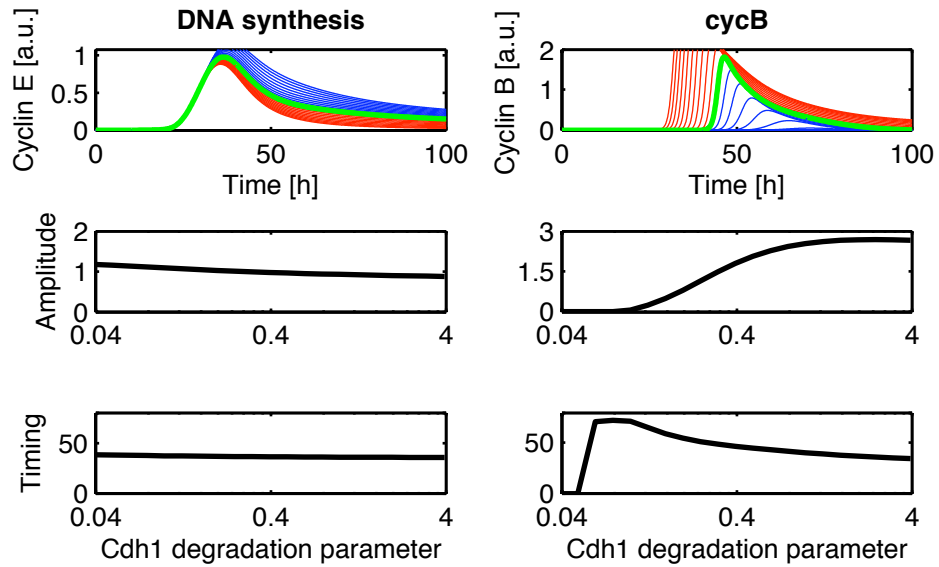 DNA synthesis
Cyclin E [a.u.]
1
0.5
0
0 50 100
Time [h]
cycB
Cyclin B [a.u.]
2
1
0
0 50 100
Time [h]
Amplitude
2
1
0
0.04 0.4 4
3
1.5
0
0.04 0.4 4
Timing
50
0
0.04 0.4 4
Cdh1 degradation parameter
50
0
0.04 0.4 4
Cdh1 degradation parameter